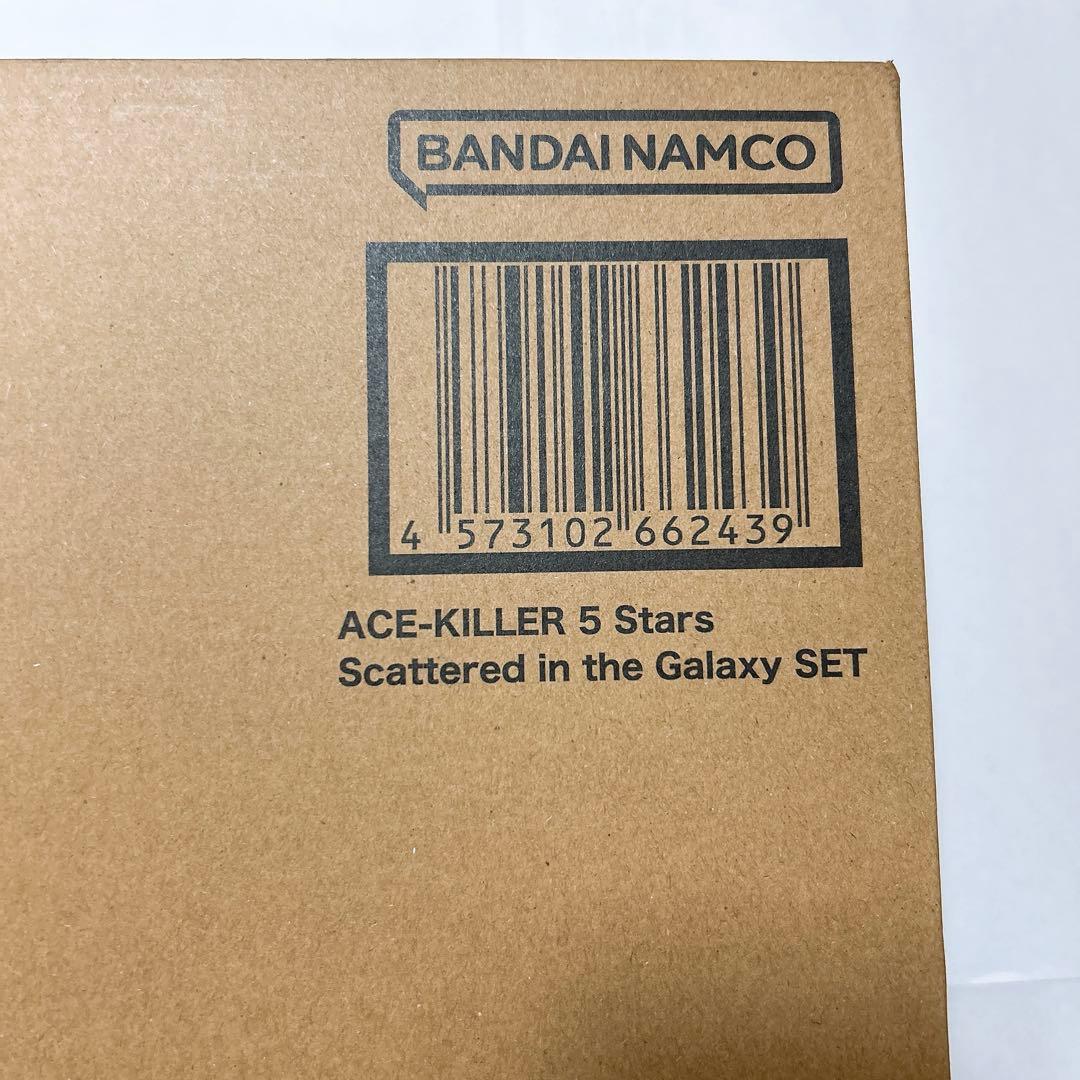 BANDAI NAMCO
4 573102 662439
ACE-KILLER 5 Stars
Scattered in the Galaxy SET